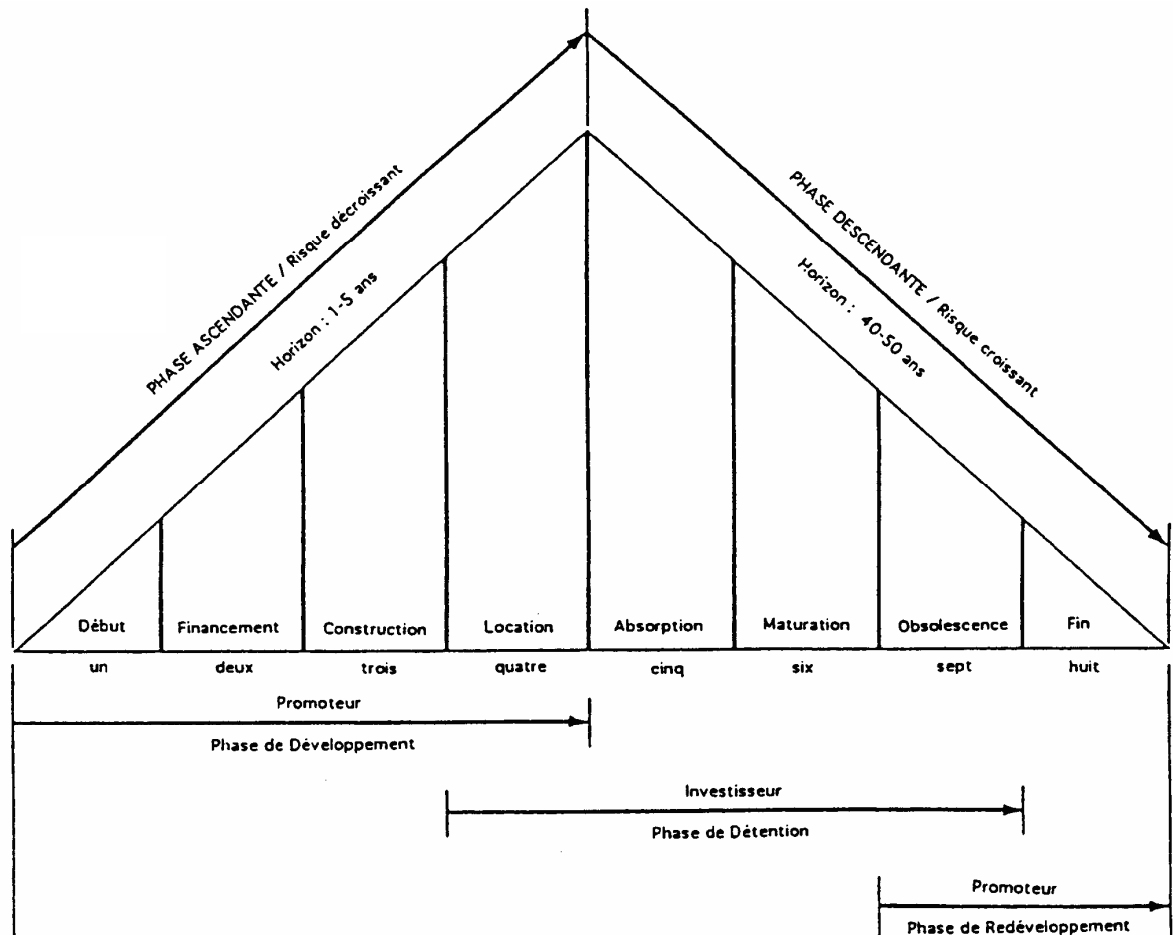 PHASE ASCENDANTE / Risque décroissant
Horizon : 1-5 ans
PHASE DESCENDANTE / Risque croissant
Horizon : 40-50 ans
Début Financement Construction Location Absorption Maturation Obsolescence Fin
un deux trois quatre cinq six sept huit
Promoteur
Phase de Développement
Investisseur
Phase de Détention
Promoteur
Phase de Redéveloppement